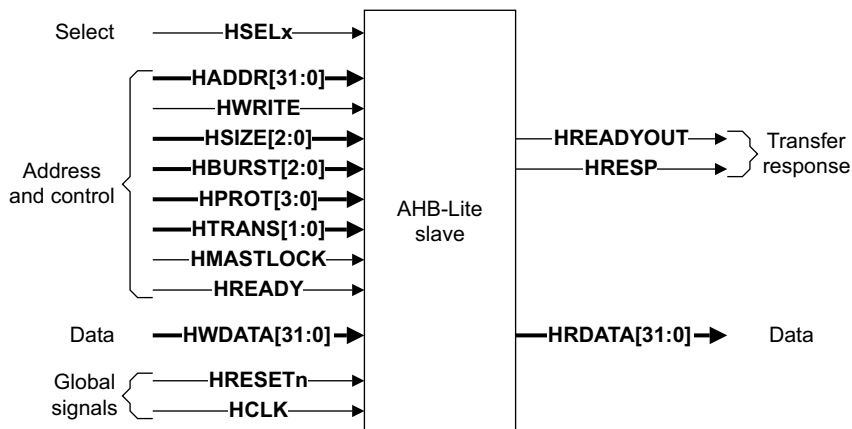 Select
HSELx
HADDR[31:0]
HWRITE
HSIZE[2:0]
HBURST[2:0]
HPROT[3:0]
HTRANS[1:0]
HMASTLOCK
HREADY
Address
and control
Data
HWDATA[31:0]
Global
signals
HRESETn
HCLK
AHB-Lite
slave
HREADYOUT
HRESP
Transfer
response
HRDATA[31:0]
Data